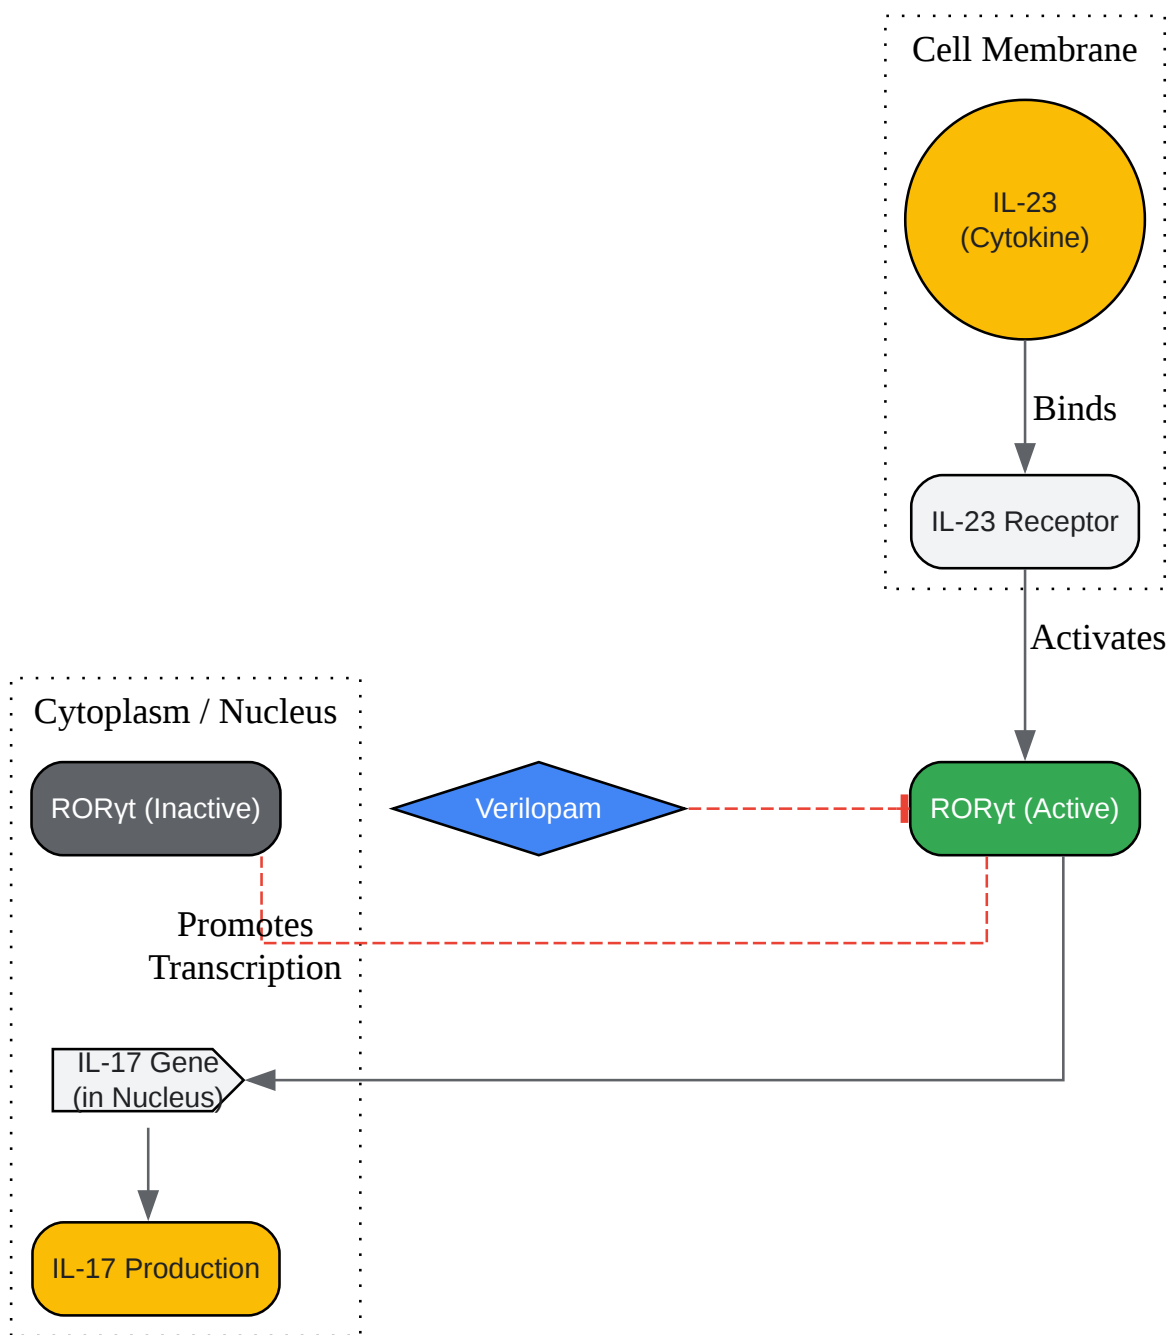 Cell Membrane
IL-23
(Cytokine)
Binds
IL-23 Receptor
Activates
Cytoplasm / Nucleus
RORγt (Inactive)
Verilopam
RORγt (Active)
Promotes
Transcription
IL-17 Gene
(in Nucleus)
IL-17 Production